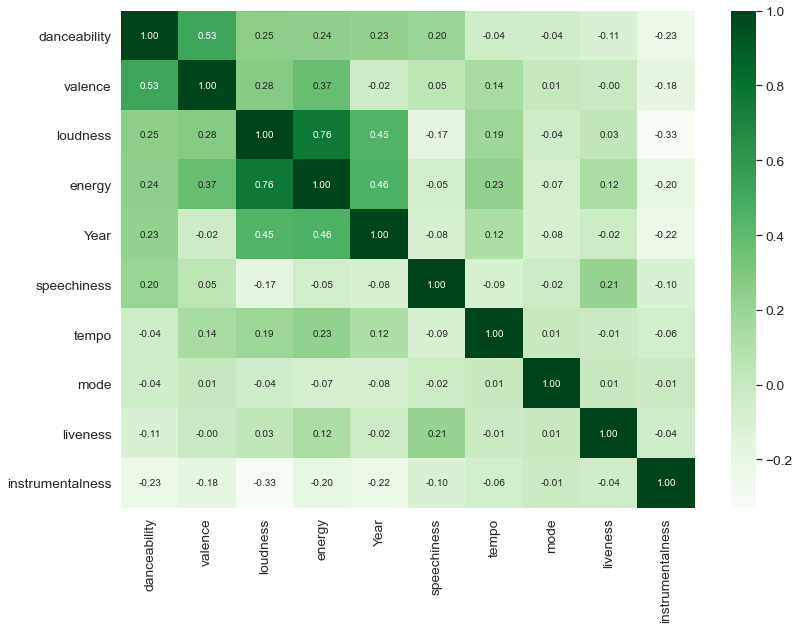 danceability 1.00 0.53 0.25 0.24 0.23 0.20 -0.04 -0.04 -0.11 -0.23
valence 0.53 1.00 0.28 0.37 -0.02 0.05 0.14 0.01 -0.00 -0.18
loudness 0.25 0.28 1.00 0.76 0.45 -0.17 0.19 -0.04 0.03 -0.33
energy 0.24 0.37 0.76 1.00 0.46 -0.05 0.23 -0.07 0.12 -0.20
Year 0.23 -0.02 0.45 0.46 1.00 -0.08 0.12 -0.08 -0.02 -0.22
speechiness 0.20 0.05 -0.17 -0.05 -0.08 1.00 -0.09 -0.02 0.21 -0.10
tempo -0.04 0.14 0.19 0.23 0.12 -0.09 1.00 0.01 -0.01 -0.06
mode -0.04 0.01 -0.04 -0.07 -0.08 -0.02 0.01 1.00 0.01 -0.01
liveness -0.11 -0.00 0.03 0.12 -0.02 0.21 -0.01 0.01 1.00 -0.04
instrumentalness -0.23 -0.18 -0.33 -0.20 -0.22 -0.10 -0.06 -0.01 -0.04 1.00
danceability
valence
loudness
energy
Year
speechiness
tempo
mode
liveness
instrumentalness
1.0
0.8
0.6
0.4
0.2
0.0
−0.2